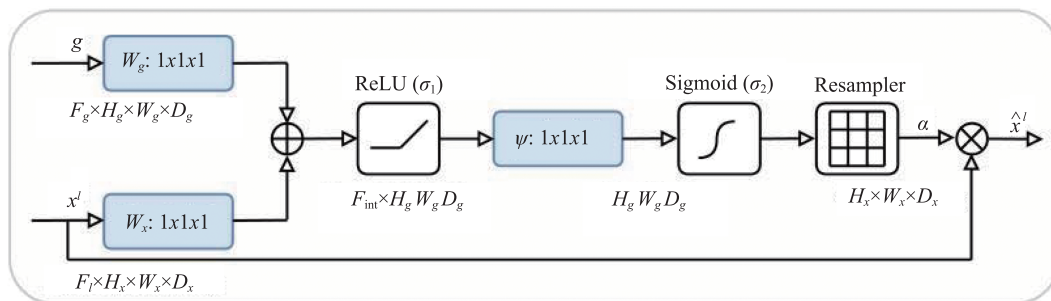 g
W_g: 1x1x1
F_g×H_g×W_g×D_g
x^l
W_x: 1x1x1
F_l×H_x×W_x×D_x
ReLU (σ_1)
F_int×H_g W_g D_g
ψ: 1x1x1
Sigmoid (σ_2)
H_g W_g D_g
Resampler
α
H_x×W_x×D_x
x̂^l